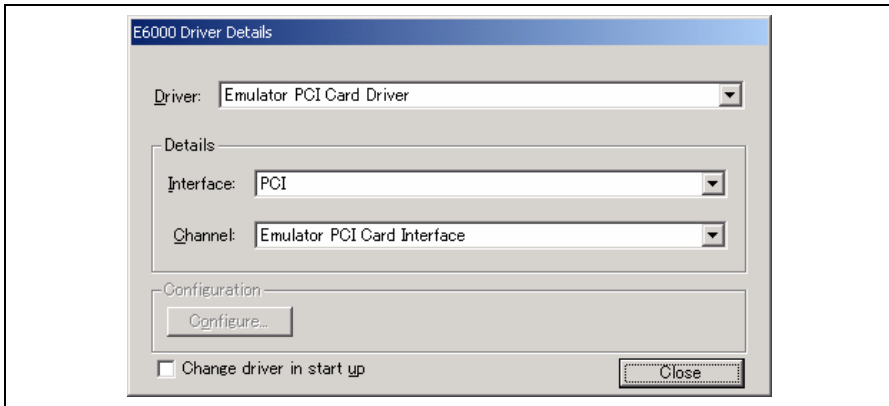 E6000 Driver Details
Driver: Emulator PCI Card Driver
Details
Interface: PCI
Channel: Emulator PCI Card Interface
Configuration
Configure...
Change driver in start up
Close